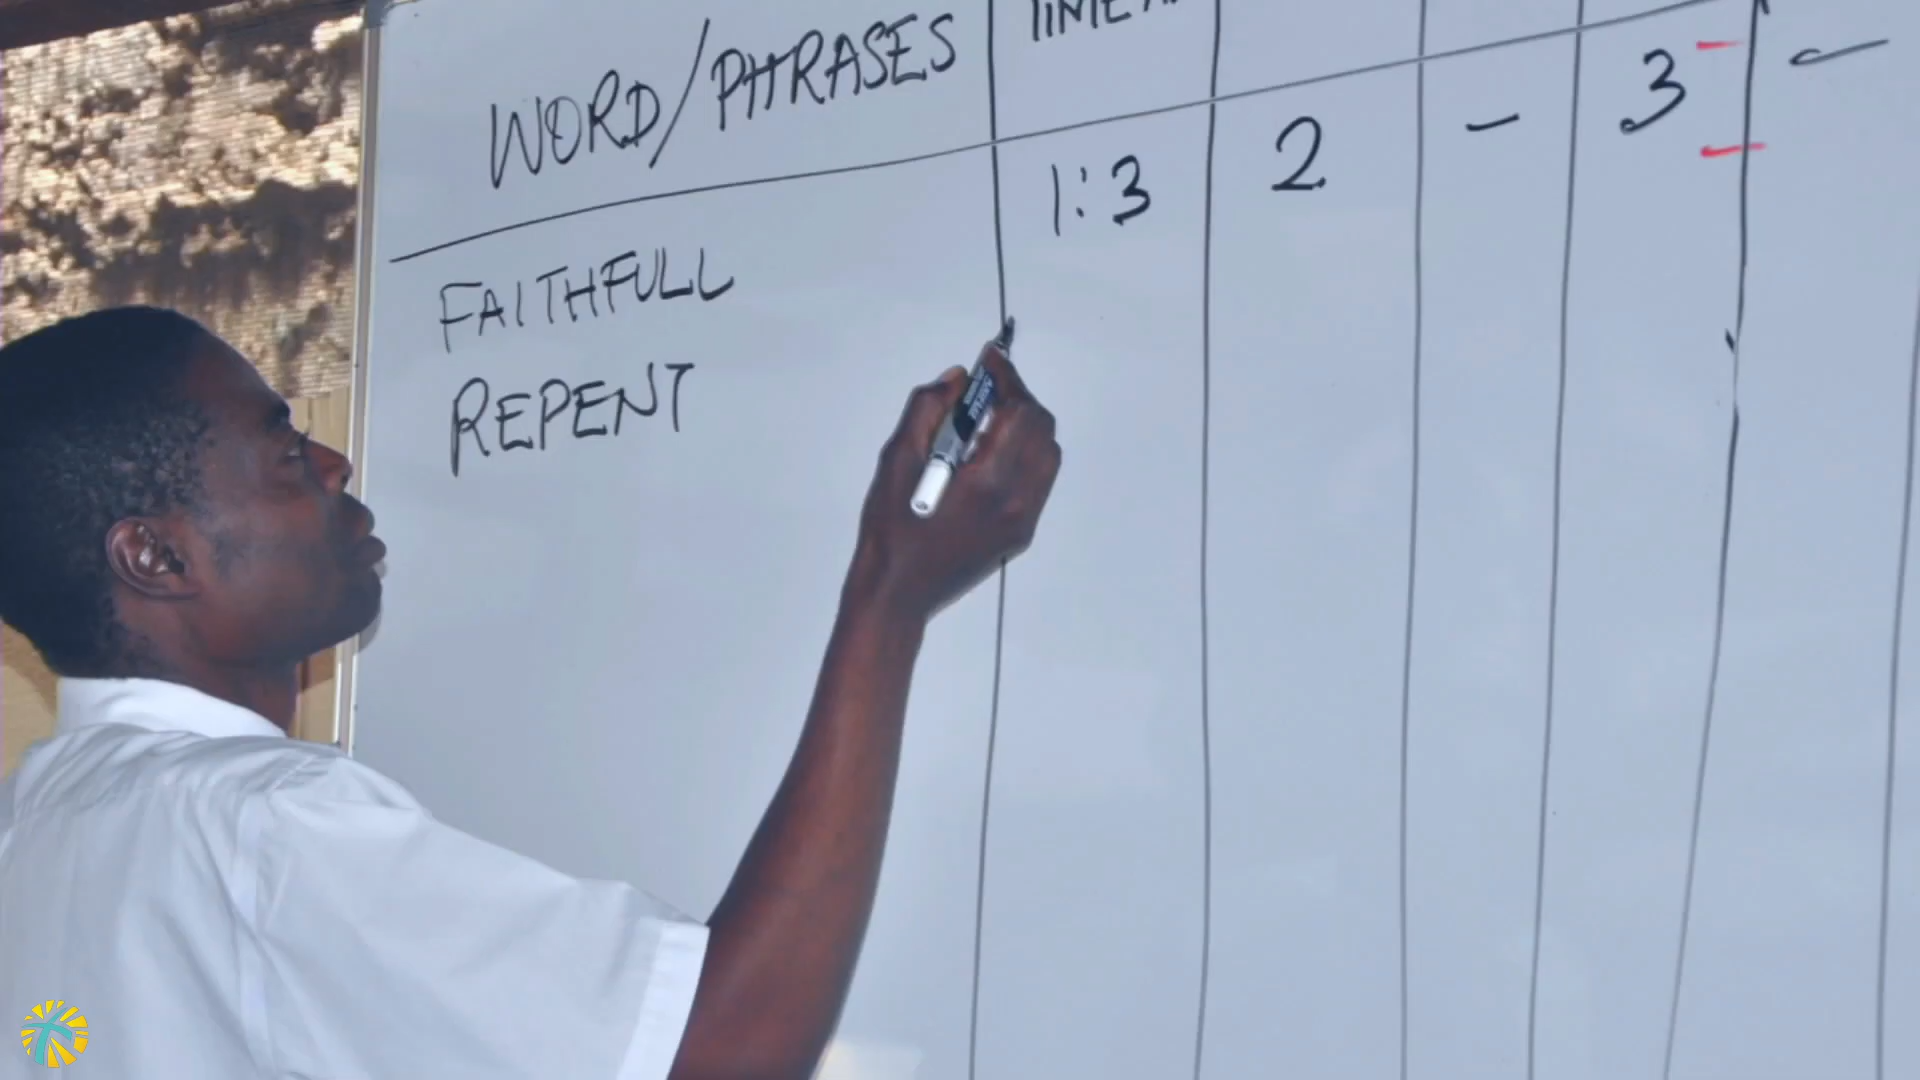 WORD/PHRASES
1:3 2 - 3 -
FAITHFULL
REPENT